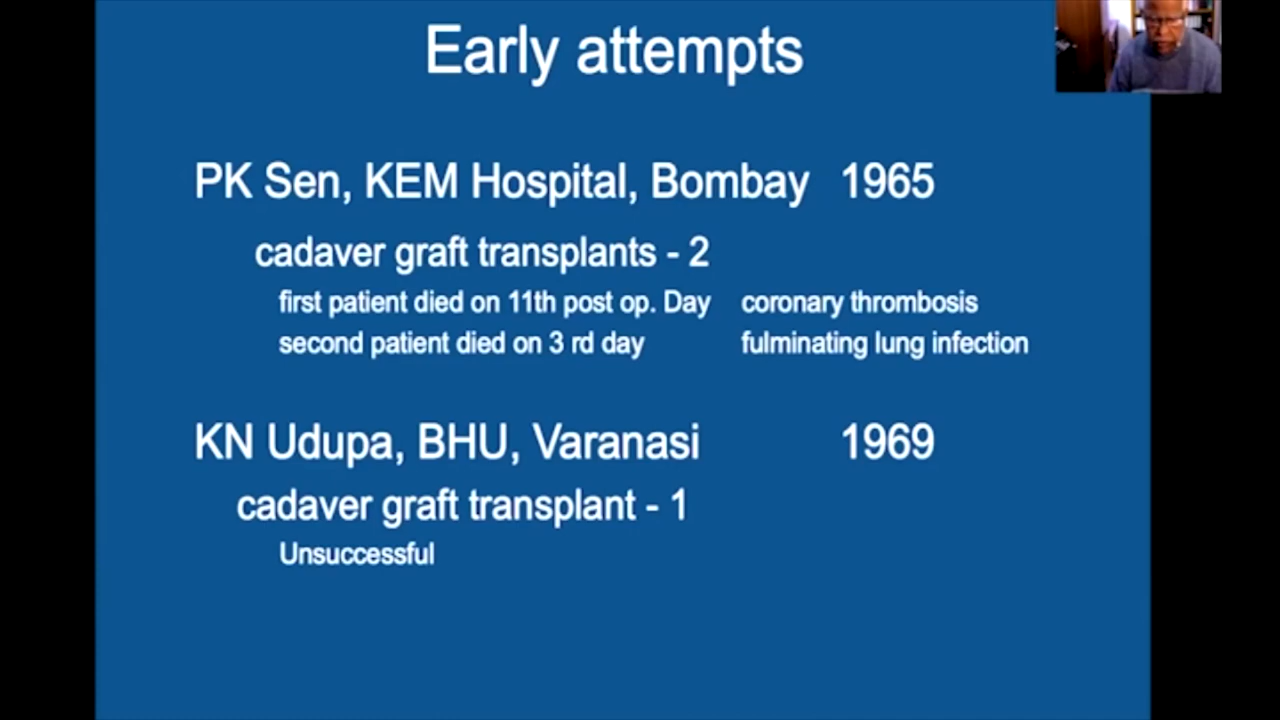 Early attempts
PK Sen, KEM Hospital, Bombay 1965
cadaver graft transplants - 2
first patient died on 11th post op. Day coronary thrombosis
second patient died on 3 rd day fulminating lung infection
KN Udupa, BHU, Varanasi 1969
cadaver graft transplant - 1
Unsuccessful